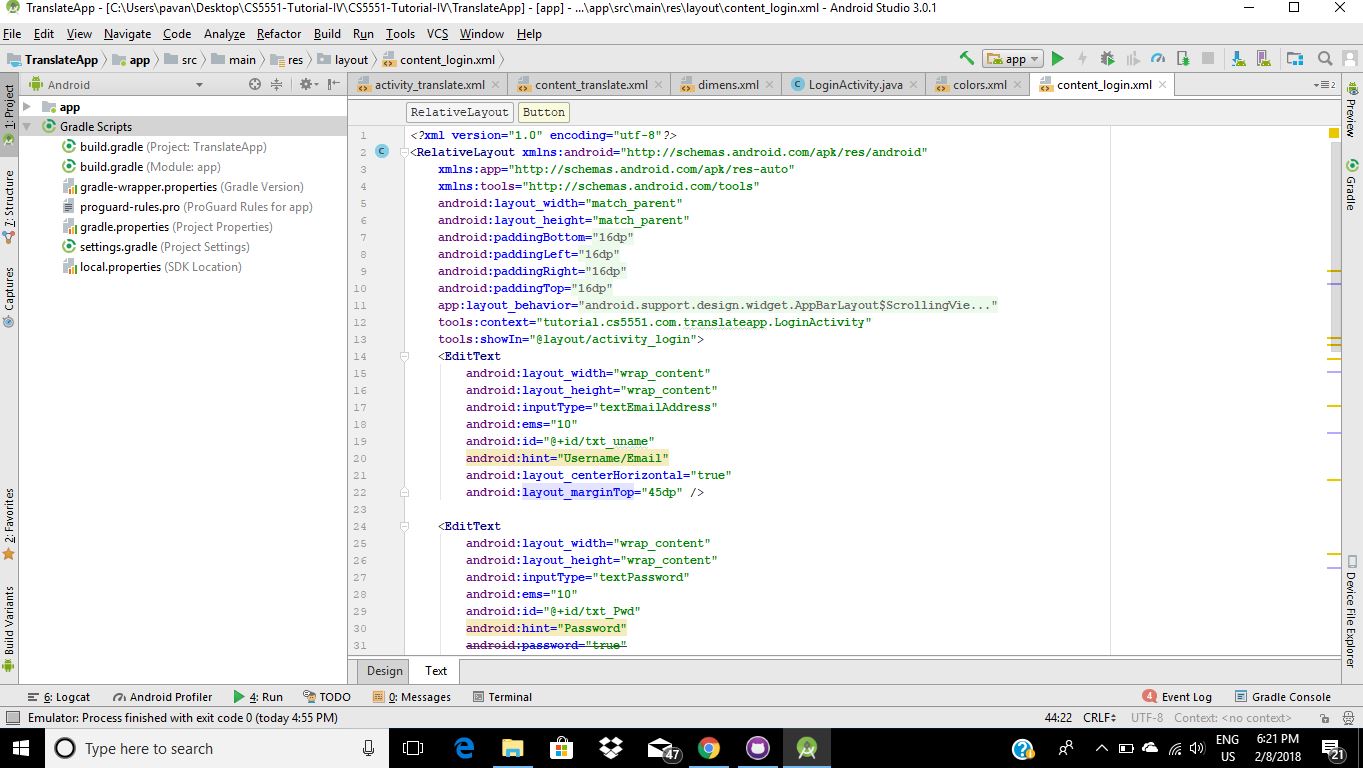 TranslateApp - [C:\Users\pavan\Desktop\CS5551-Tutorial-IV\CS5551-Tutorial-IV\TranslateApp] - [app] - ...\app\src\main\res\layout\content_login.xml - Android Studio 3.0.1
File Edit View Navigate Code Analyze Refactor Build Run Tools VCS Window Help
TranslateApp app src main res layout content_login.xml app
Android activity_translate.xml content_translate.xml dimens.xml LoginActivity.java colors.xml content_login.xml 2
1: Project
7: Structure
Captures
2: Favorites
Build Variants
app
Gradle Scripts
build.gradle (Project: TranslateApp)
build.gradle (Module: app)
gradle-wrapper.properties (Gradle Version)
proguard-rules.pro (ProGuard Rules for app)
gradle.properties (Project Properties)
settings.gradle (Project Settings)
local.properties (SDK Location)
RelativeLayout Button
1 <?xml version="1.0" encoding="utf-8"?>
2 C <RelativeLayout xmlns:android="http://schemas.android.com/apk/res/android"
3 xmlns:app="http://schemas.android.com/apk/res-auto"
4 xmlns:tools="http://schemas.android.com/tools"
5 android:layout_width="match_parent"
6 android:layout_height="match_parent"
7 android:paddingBottom="16dp"
8 android:paddingLeft="16dp"
9 android:paddingRight="16dp"
10 android:paddingTop="16dp"
11 app:layout_behavior="android.support.design.widget.AppBarLayout$ScrollingVie..."
12 tools:context="tutorial.cs5551.com.translateapp.LoginActivity"
13 tools:showIn="@layout/activity_login">
14 <EditText
15 android:layout_width="wrap_content"
16 android:layout_height="wrap_content"
17 android:inputType="textEmailAddress"
18 android:ems="10"
19 android:id="@+id/txt_uname"
20 android:hint="Username/Email"
21 android:layout_centerHorizontal="true"
22 android:layout_marginTop="45dp" />
23
24 <EditText
25 android:layout_width="wrap_content"
26 android:layout_height="wrap_content"
27 android:inputType="textPassword"
28 android:ems="10"
29 android:id="@+id/txt_Pwd"
30 android:hint="Password"
31 android:password="true"
Preview
Gradle
Device File Explorer
Design Text
6: Logcat Android Profiler 4: Run TODO 0: Messages Terminal 4 Event Log Gradle Console
Emulator: Process finished with exit code 0 (today 4:55 PM) 44:22 CRLF UTF-8 Context: <no context>
Type here to search 47 ENG 6:21 PM
US 2/8/2018 21